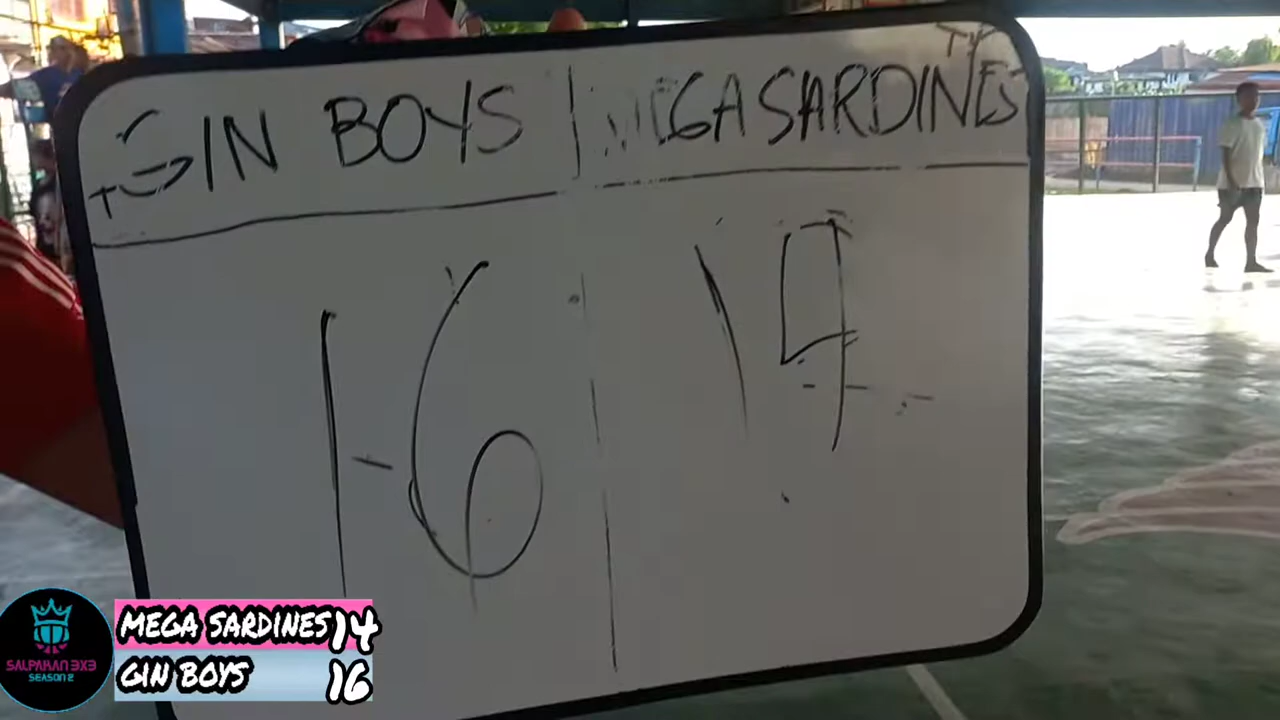 GIN BOYS
MEGA SARDINES
16
14
MEGA SARDINES 14
GIN BOYS 16
SALPAKAN 3X3
SEASON 2